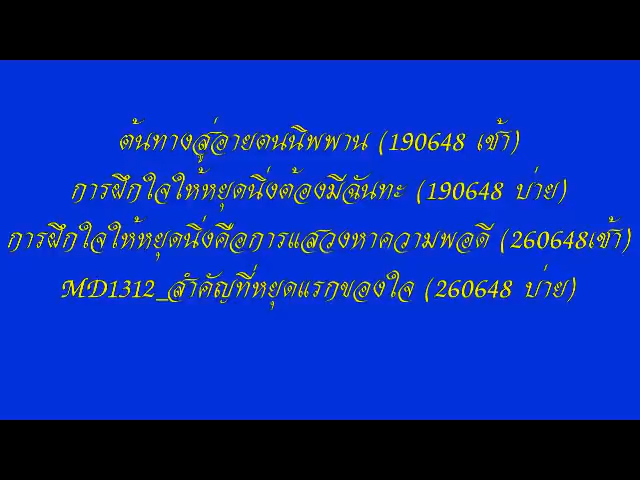 ต้นทางสู่อายตนนิพพาน (190648 เช้า)
การฝึกใจให้หยุดนิ่งต้องมีฉันทะ (190648 บ่าย)
การฝึกใจให้หยุดนิ่งคือการแสวงหาความพอดี (260648เช้า)
MD1312_สำคัญที่หยุดแรกของใจ (260648 บ่าย)